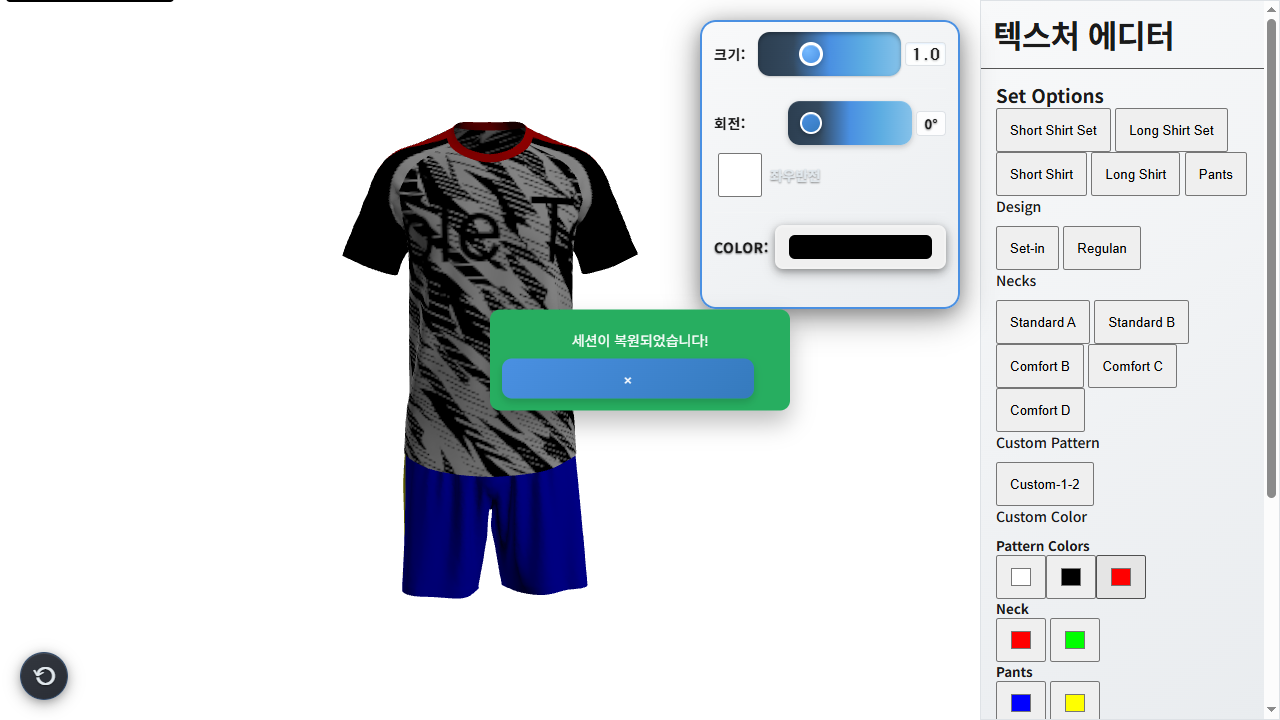 크기:
1.0
회전:
0°
좌우반전
COLOR:
세션이 복원되었습니다!
×
le T
텍스처 에디터
Set Options
Short Shirt Set
Long Shirt Set
Short Shirt
Long Shirt
Pants
Design
Set-in
Regulan
Necks
Standard A
Standard B
Comfort B
Comfort C
Comfort D
Custom Pattern
Custom-1-2
Custom Color
Pattern Colors
Neck
Pants